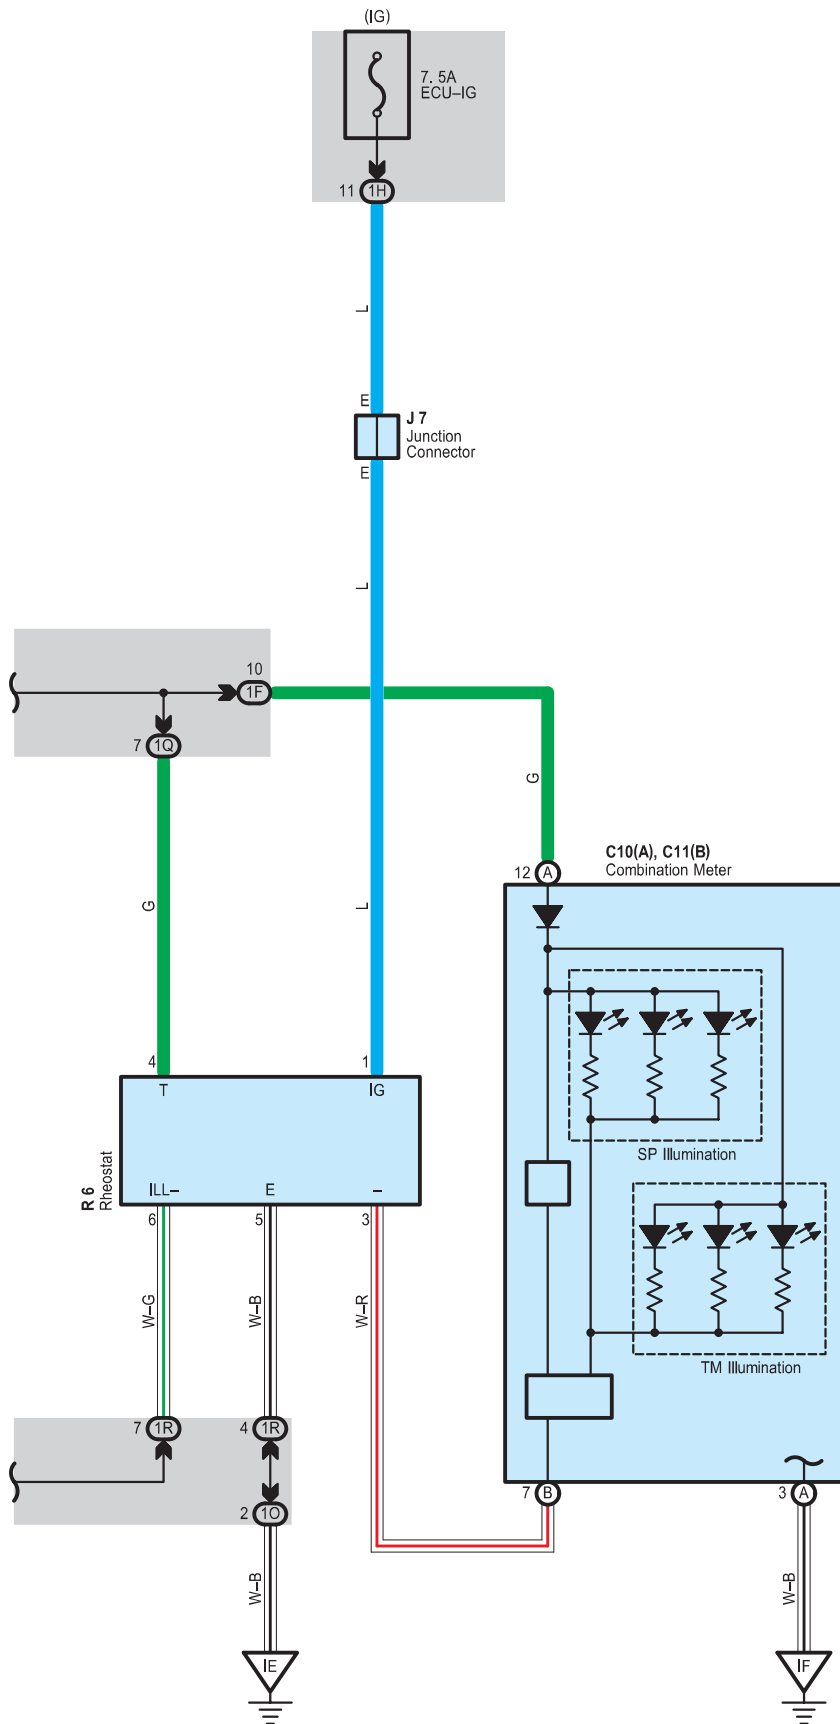 (IG)
7. 5A
ECU–IG
11 1H
L
E
J 7
Junction
Connector
E
L
10
1F
7 1Q
G
C10(A), C11(B)
Combination Meter
12 A
G
L
4
1
T
IG
SP Illumination
R 6
Rheostat
ILL–
E
–
6
5
3
W–G
W–B
W–R
TM Illumination
7 1R
4 1R
7 B
3 A
2 1O
W–B
W–B
IE
IF